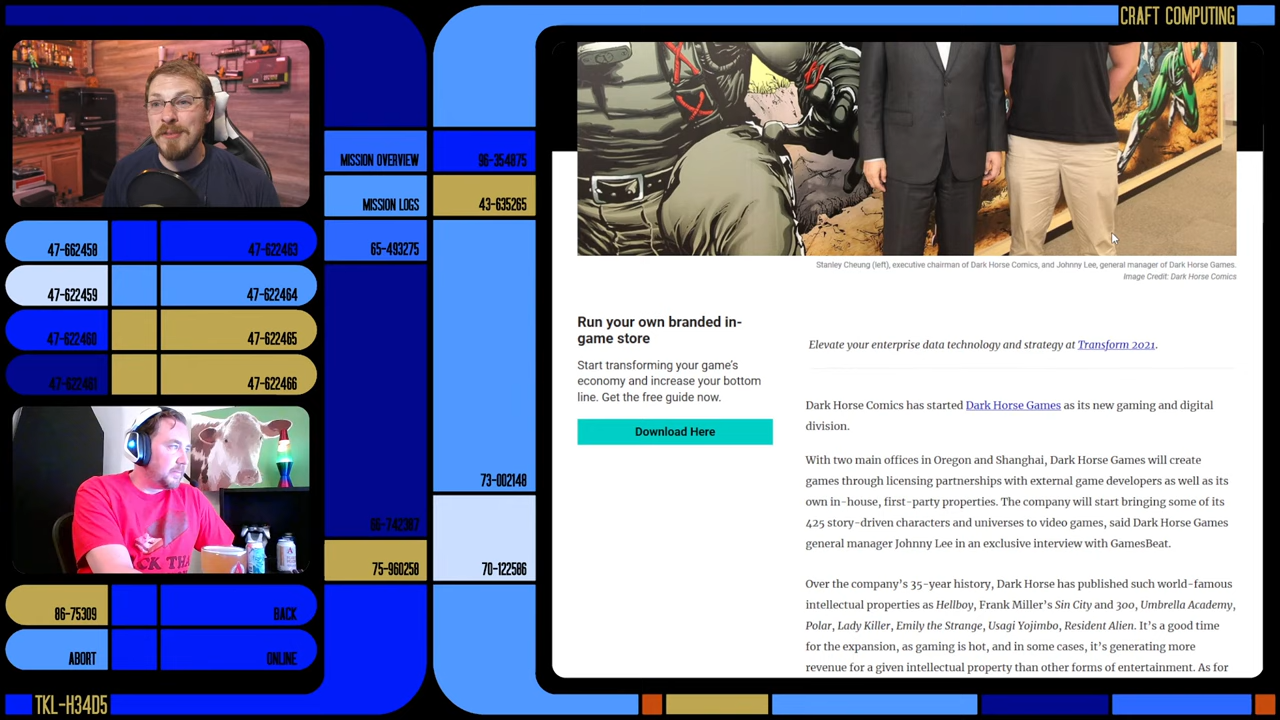 CRAFT COMPUTING
MISSION OVERVIEW
96-354875
MISSION LOGS
43-635265
47-662458
47-622463
65-493275
47-622459
47-622464
47-622460
47-622465
47-622461
47-622466
73-002148
75-960258
70-122586
86-75309
BACK
ABORT
ONLINE
TKL-H34D5
Stanley Cheung (left), executive chairman of Dark Horse Comics, and Johnny Lee, general manager of Dark Horse Games.
Image Credit: Dark Horse Comics
Run your own branded in-
game store
Start transforming your game's
economy and increase your bottom
line. Get the free guide now.
Download Here
Elevate your enterprise data technology and strategy at Transform 2021.
Dark Horse Comics has started Dark Horse Games as its new gaming and digital
division.
With two main offices in Oregon and Shanghai, Dark Horse Games will create
games through licensing partnerships with external game developers as well as its
own in-house, first-party properties. The company will start bringing some of its
425 story-driven characters and universes to video games, said Dark Horse Games
general manager Johnny Lee in an exclusive interview with GamesBeat.
Over the company's 35-year history, Dark Horse has published such world-famous
intellectual properties as Hellboy, Frank Miller's Sin City and 300, Umbrella Academy,
Polar, Lady Killer, Emily the Strange, Usagi Yojimbo, Resident Alien. It's a good time
for the expansion, as gaming is hot, and in some cases, it's generating more
revenue for a given intellectual property than other forms of entertainment. As for